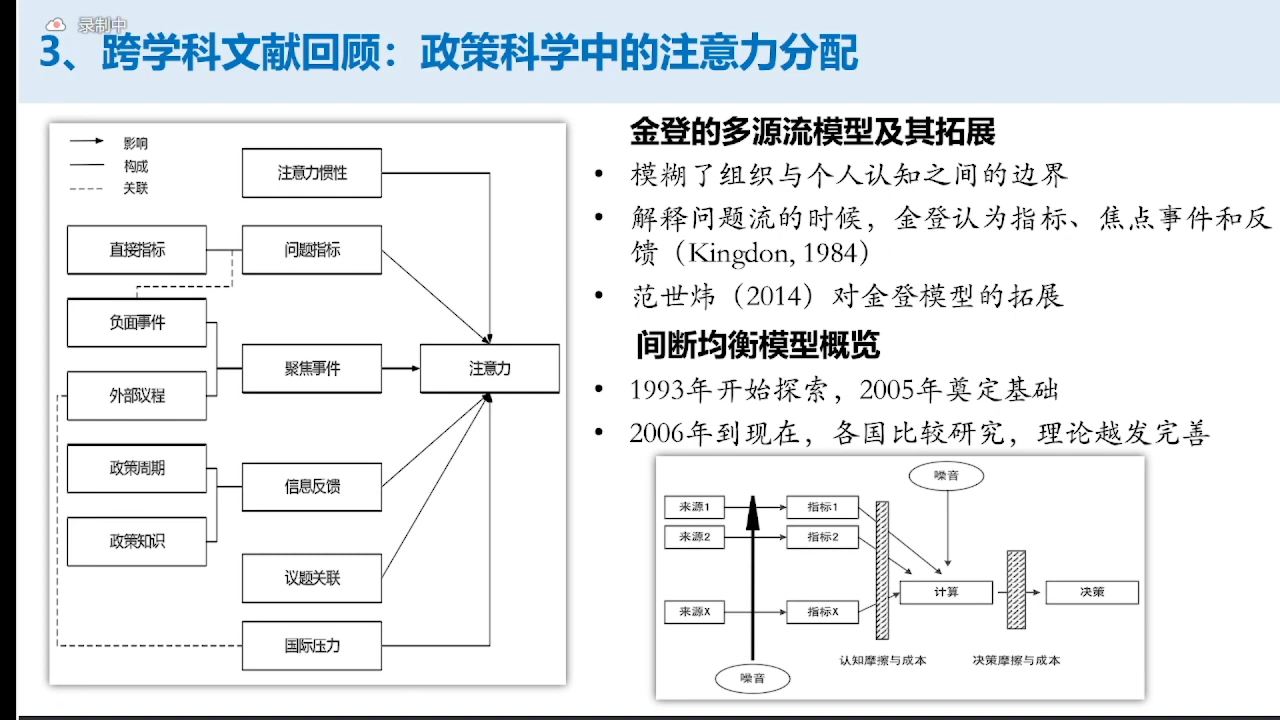 录制中
3、跨学科文献回顾：政策科学中的注意力分配
影响
构成
关联
注意力惯性
直接指标
问题指标
负面事件
聚焦事件
注意力
外部议程
政策周期
信息反馈
政策知识
议题关联
国际压力
金登的多源流模型及其拓展
• 模糊了组织与个人认知之间的边界
• 解释问题流的时候，金登认为指标、焦点事件和反
馈（Kingdon, 1984）
• 范世炜（2014）对金登模型的拓展
间断均衡模型概览
• 1993年开始探索，2005年奠定基础
• 2006年到现在，各国比较研究，理论越发完善
噪音
来源1
指标1
来源2
指标2
计算
决策
来源X
指标X
认知摩擦与成本
决策摩擦与成本
噪音